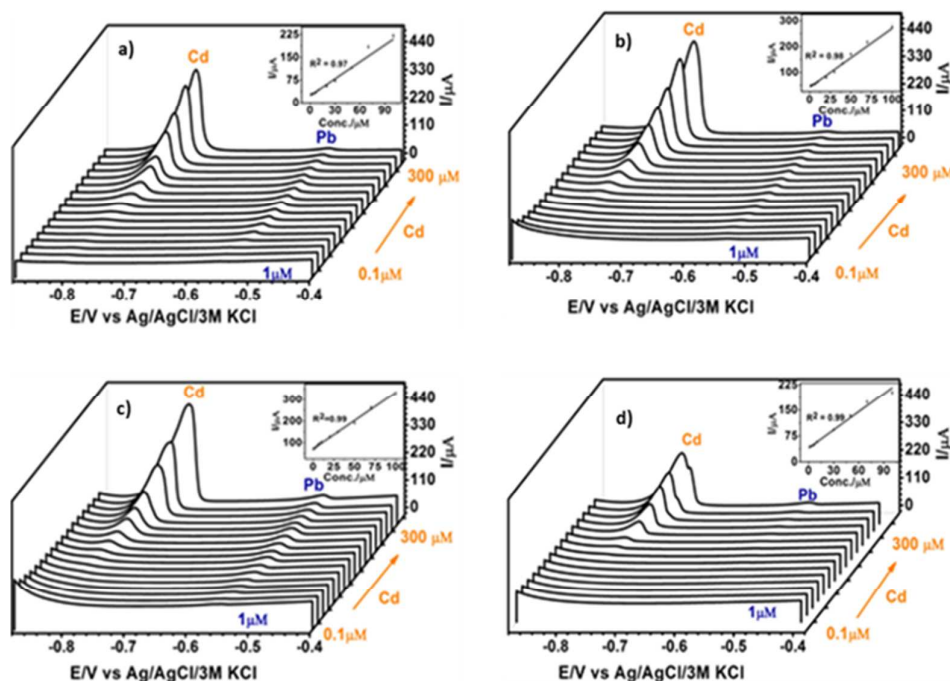 a)
Cd
Pb
225
150
75
0
I/μA
R² = 0.97
0 30 60 90
Conc./μM
440
330
220
110
0
I/μA
300 μM
Cd
0.1μM
1μM
-0.8 -0.7 -0.6 -0.5 -0.4
E/V vs Ag/AgCl/3M KCl
b)
Cd
Pb
300
200
100
I/μA
R² = 0.98
0 25 50 75 100
Conc./μM
440
330
220
110
0
I/μA
300 μM
Cd
0.1μM
1μM
-0.8 -0.7 -0.6 -0.5 -0.4
E/V vs Ag/AgCl/3M KCl
c)
Cd
Pb
300
200
100
I/μA
R²=0.99
0 25 50 75 100
Conc./μM
440
330
220
110
0
I/μA
300 μM
Cd
0.1μM
1μM
-0.8 -0.7 -0.6 -0.5 -0.4
E/V vs Ag/AgCl/3M KCl
d)
Cd
Pb
225
150
75
0
I/μA
R² = 0.99
0 30 60 90
Conc./μM
440
330
220
110
0
I/μA
300 μM
Cd
0.1μM
1μM
-0.8 -0.7 -0.6 -0.5 -0.4
E/V vs Ag/AgCl/3M KCl